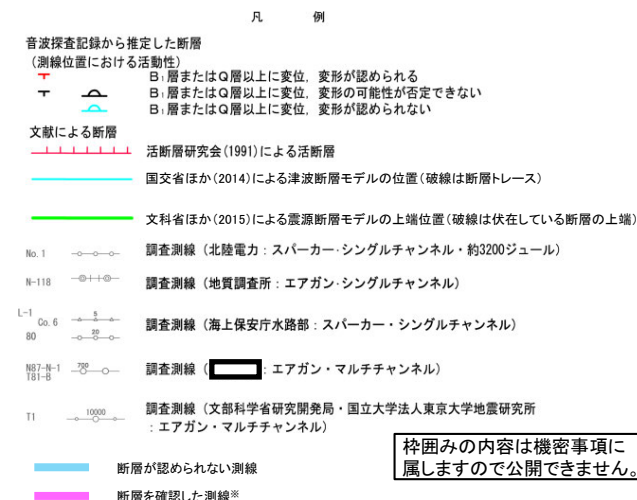 凡 例
音波探査記録から推定した断層
(測線位置における活動性)
B₁層またはQ層以上に変位，変形が認められる
B₁層またはQ層以上に変位，変形の可能性が否定できない
B₁層またはQ層以上に変位，変形が認められない
文献による断層
活断層研究会(1991)による活断層
国交省ほか(2014)による津波断層モデルの位置(破線は断層トレース)
文科省ほか(2015)による震源断層モデルの上端位置(破線は伏在している断層の上端)
No. 1 調査測線（北陸電力：スパーカー・シングルチャンネル・約3200ジュール）
N-118 調査測線（地質調査所：エアガン・シングルチャンネル）
L-1 5
Co. 6 調査測線（海上保安庁水路部：スパーカー・シングルチャンネル）
80 20
N87-N-1 700 調査測線（ ：エアガン・マルチチャンネル）
T81-B
T1 10000 調査測線（文部科学省研究開発局・国立大学法人東京大学地震研究所
：エアガン・マルチチャンネル）
枠囲みの内容は機密事項に
属しますので公開できません。
断層が認められない測線
断層を確認した測線※